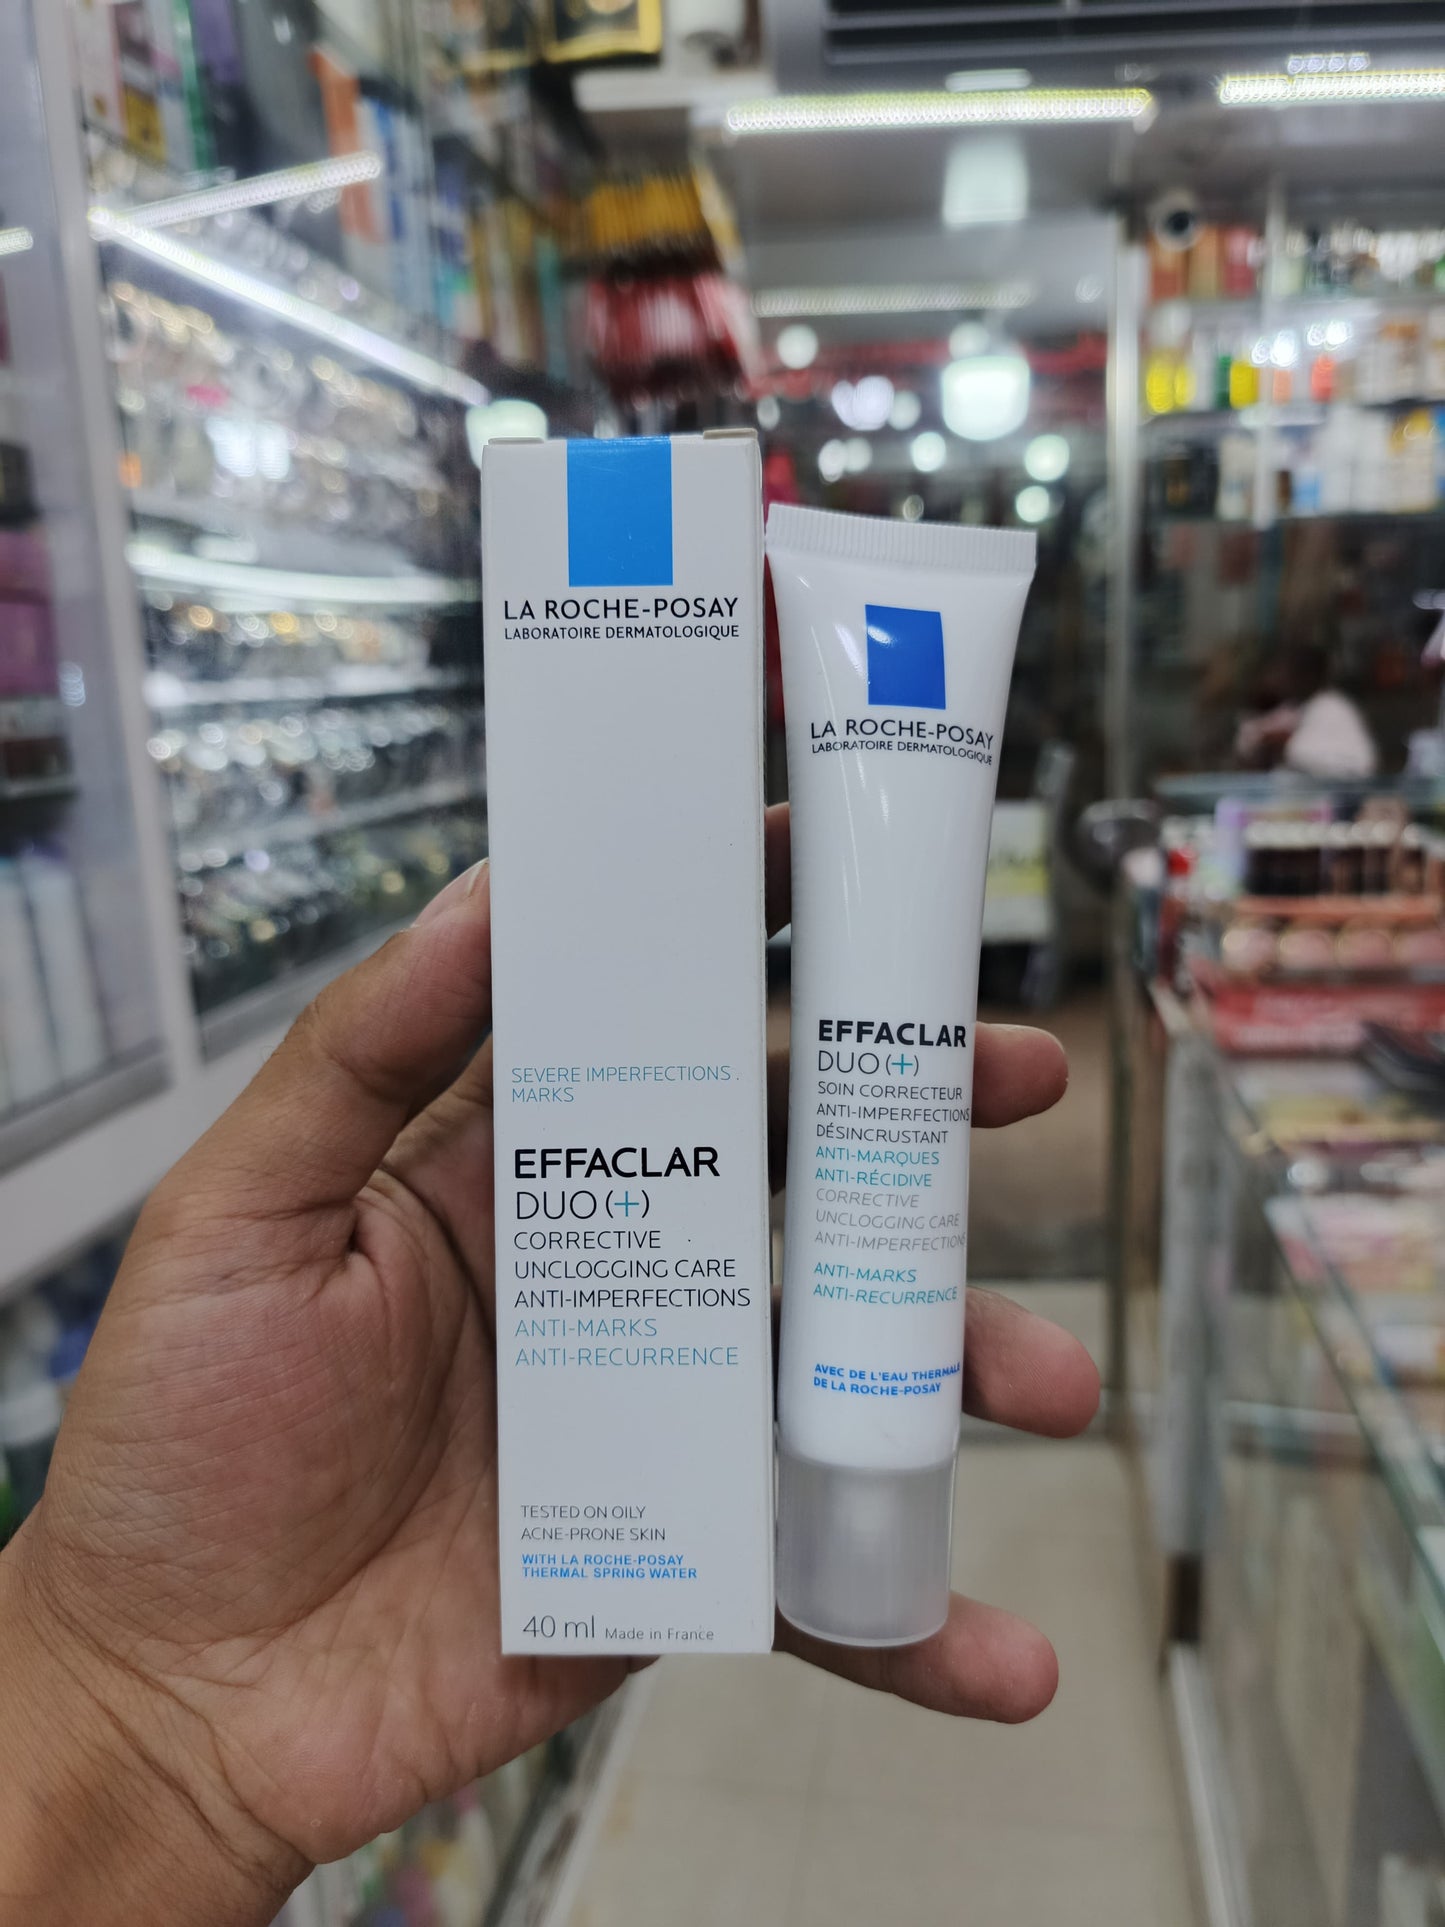 LA ROCHE-POSAY
LABORATOIRE DERMATOLOGIQUE
SEVERE IMPERFECTIONS .
MARKS
EFFACLAR
DUO (+)
CORRECTIVE
UNCLOGGING CARE
ANTI-IMPERFECTIONS
ANTI-MARKS
ANTI-RECURRENCE
TESTED ON OILY
ACNE-PRONE SKIN
WITH LA ROCHE-POSAY
THERMAL SPRING WATER
40 ml Made in France
LA ROCHE-POSAY
LABORATOIRE DERMATOLOGIQUE
EFFACLAR
DUO (+)
SOIN CORRECTEUR
ANTI-IMPERFECTIONS
DÉSINCRUSTANT
ANTI-MARQUES
ANTI-RÉCIDIVE
CORRECTIVE
UNCLOGGING CARE
ANTI-IMPERFECTIONS
ANTI-MARKS
ANTI-RECURRENCE
AVEC DE L'EAU THERMALE
DE LA ROCHE-POSAY